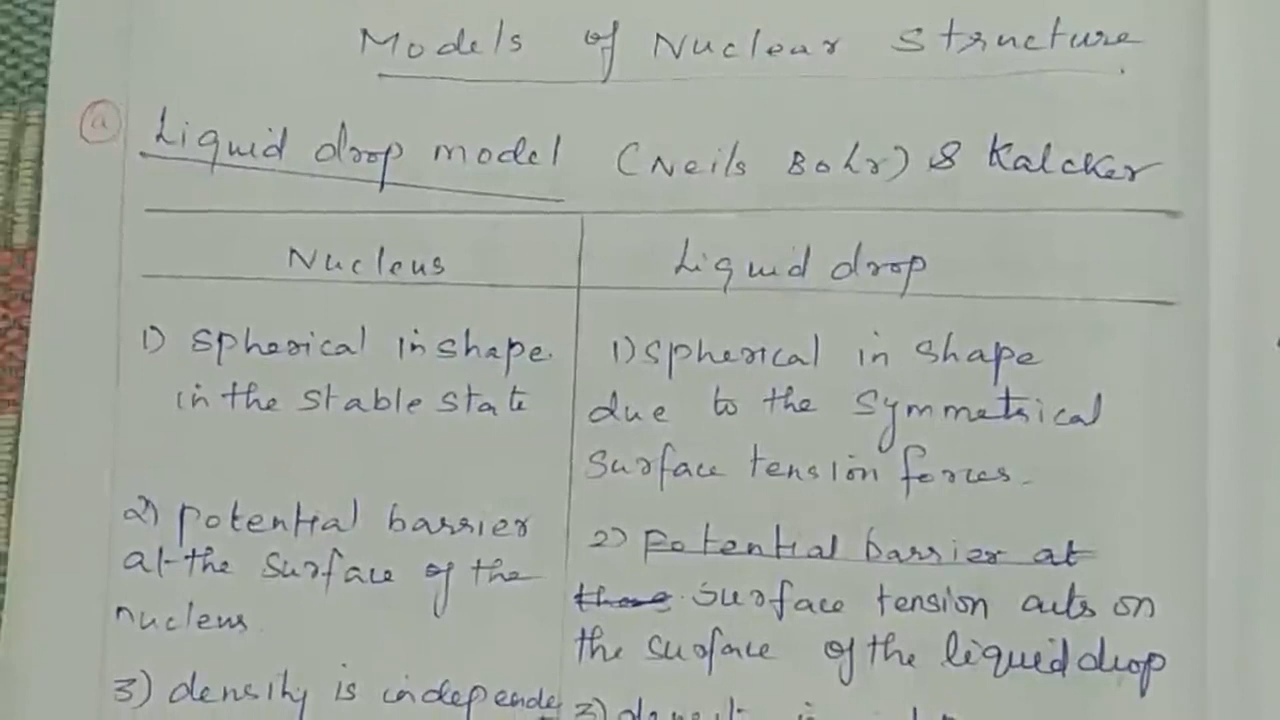 Models of Nuclear Structure
a Liquid drop model (Neils Bohr) & Kalcker
Nucleus
Liquid drop
1) Spherical in shape.
in the stable state
2) potential barrier
at the surface of the
nucleus.
3) density is independe
1) Spherical in shape
due to the symmetrical
surface tension forces.
2) potential barrier at
these surface tension acts on
the surface of the liquid drop